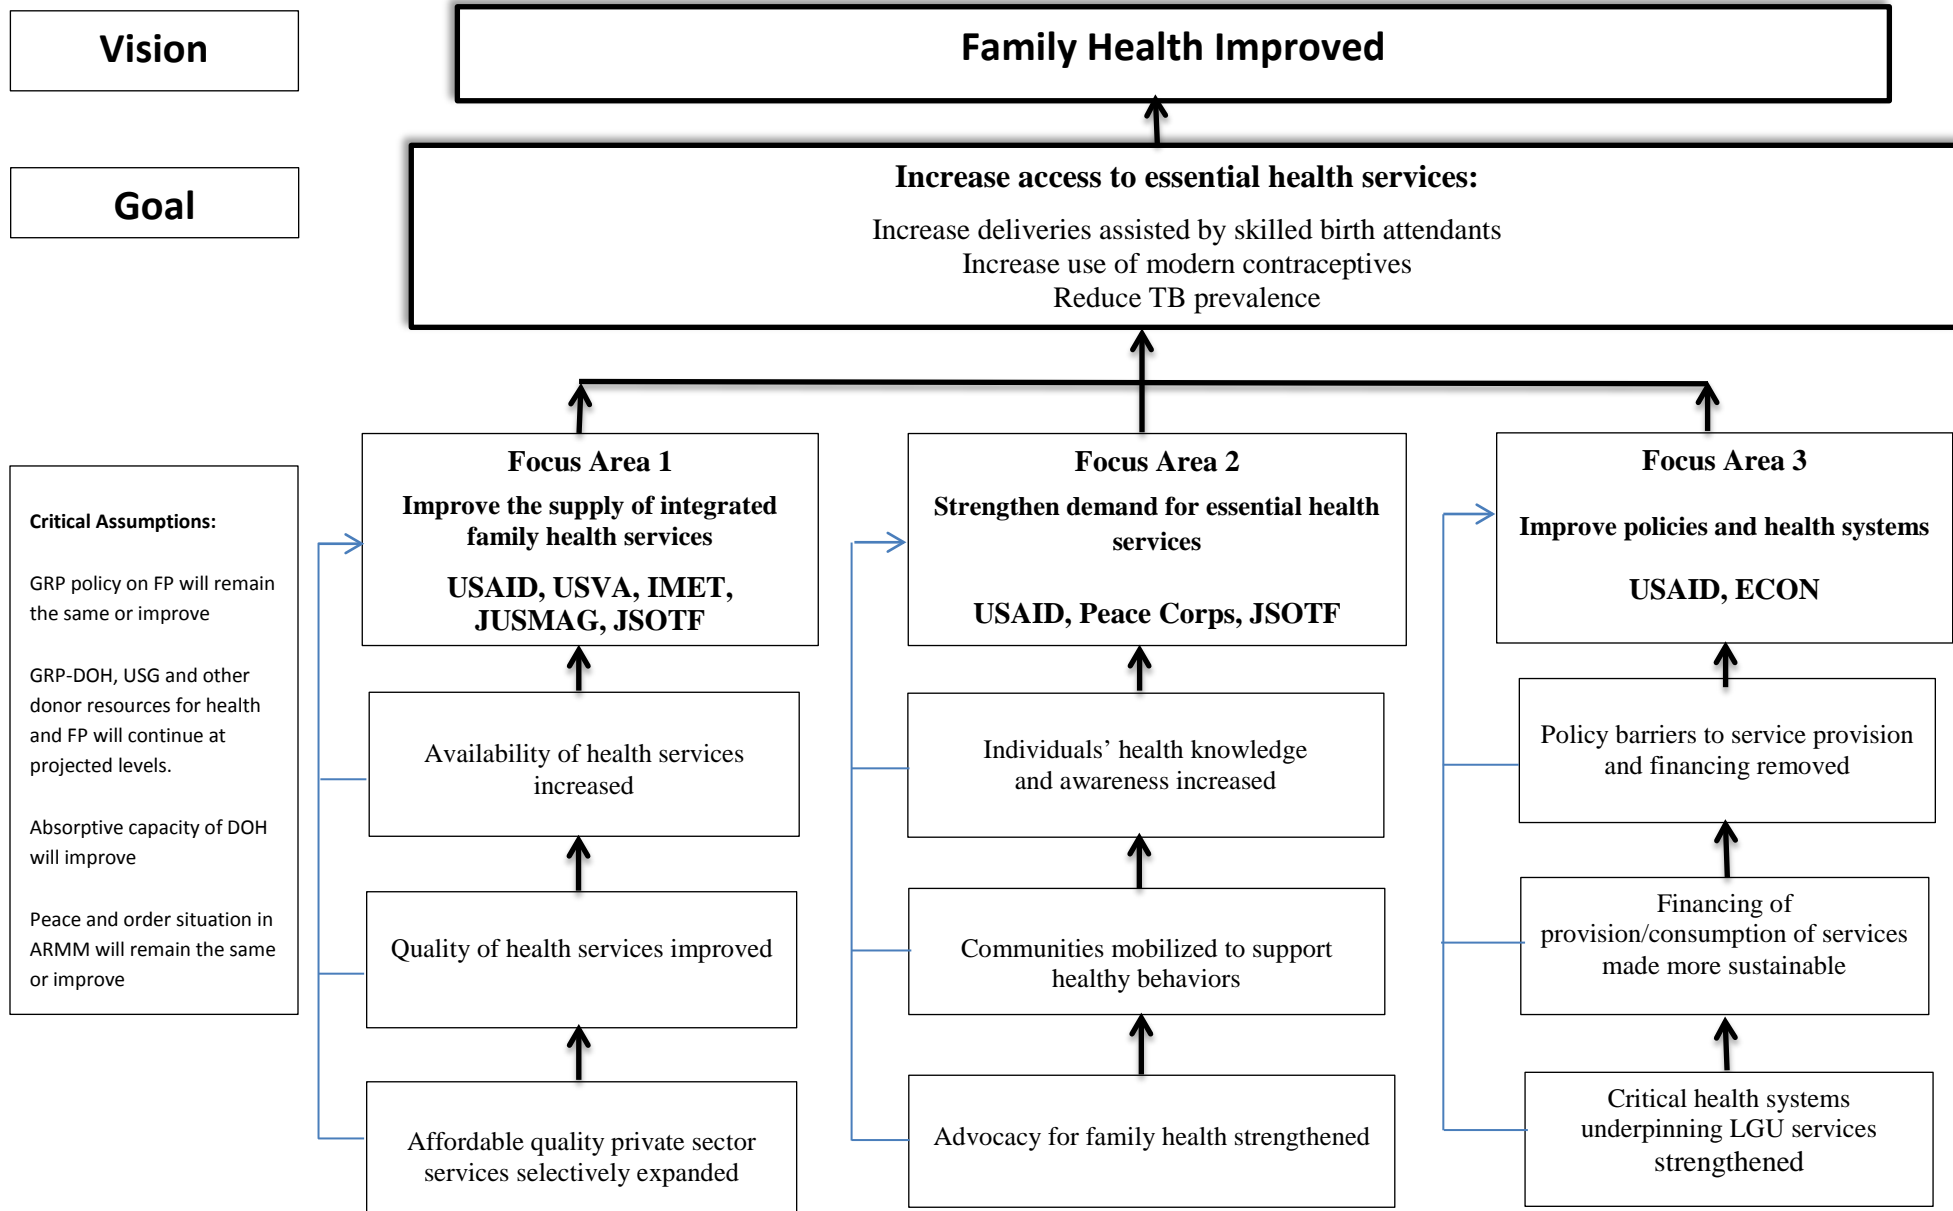 Vision
Family Health Improved
Goal
Increase access to essential health services:
Increase deliveries assisted by skilled birth attendants
Increase use of modern contraceptives
Reduce TB prevalence
Critical Assumptions:
GRP policy on FP will remain
the same or improve
GRP-DOH, USG and other
donor resources for health
and FP will continue at
projected levels.
Absorptive capacity of DOH
will improve
Peace and order situation in
ARMM will remain the same
or improve
Focus Area 1
Improve the supply of integrated
family health services
USAID, USVA, IMET,
JUSMAG, JSOTF
Availability of health services
increased
Quality of health services improved
Affordable quality private sector
services selectively expanded
Focus Area 2
Strengthen demand for essential health
services
USAID, Peace Corps, JSOTF
Individuals’ health knowledge
and awareness increased
Communities mobilized to support
healthy behaviors
Advocacy for family health strengthened
Focus Area 3
Improve policies and health systems
USAID, ECON
Policy barriers to service provision
and financing removed
Financing of
provision/consumption of services
made more sustainable
Critical health systems
underpinning LGU services
strengthened